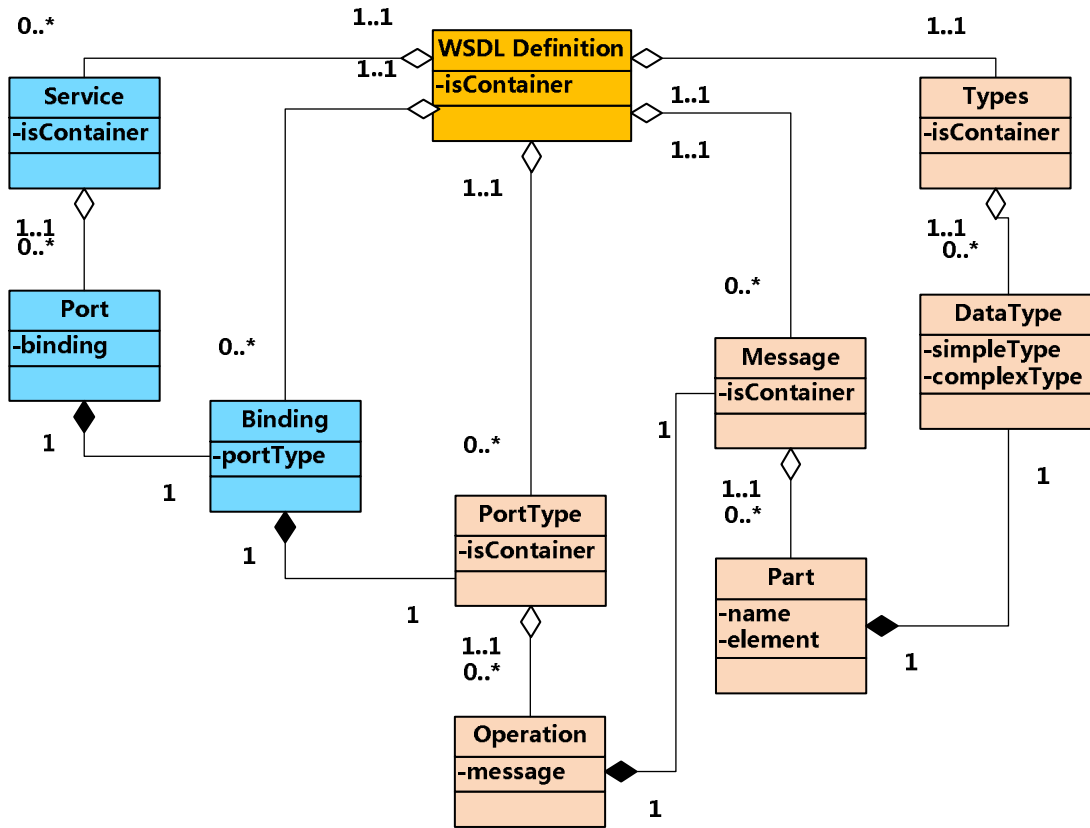 0..*
1..1
1..1
WSDL Definition
-isContainer
1..1
1..1
1..1
Service
-isContainer
Types
-isContainer
1..1
1..1
0..*
1..1
0..*
0..*
Port
-binding
DataType
-simpleType
-complexType
0..*
Message
-isContainer
Binding
-portType
1
1
0..*
1
1
1..1
0..*
PortType
-isContainer
1
1
Part
-name
-element
1..1
0..*
1
Operation
-message
1